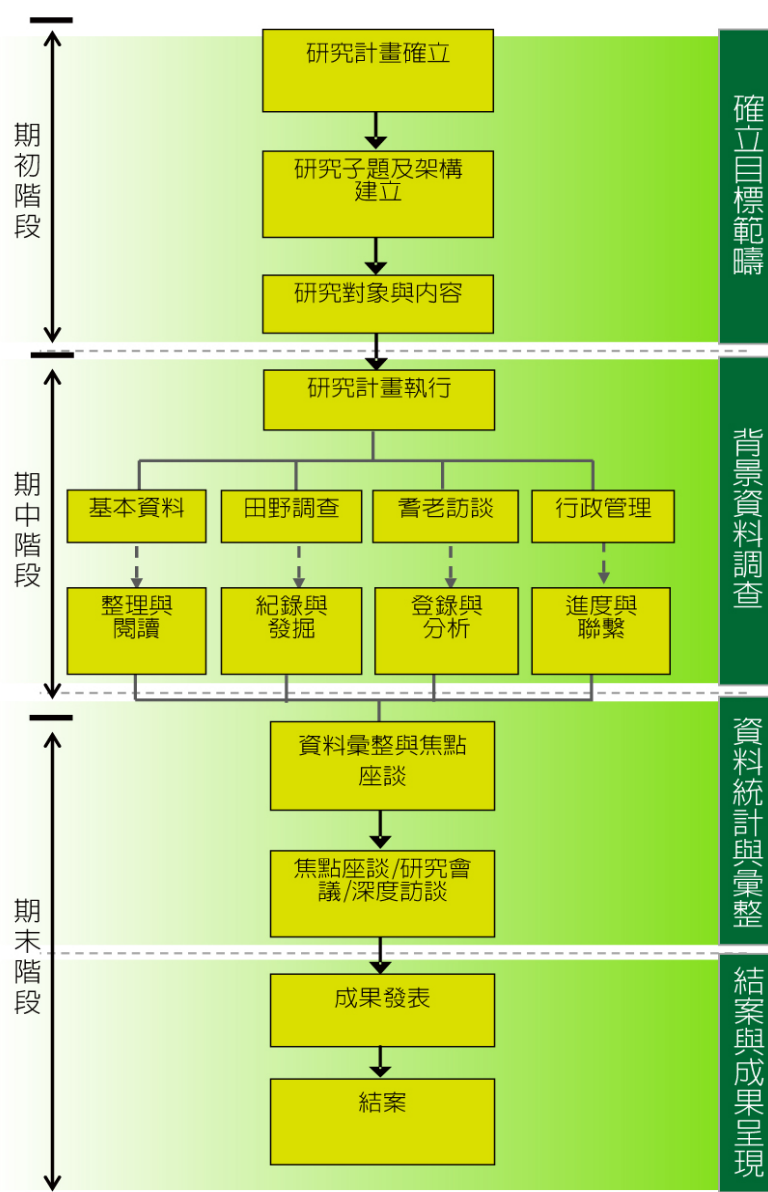 期初階段
研究計畫確立
研究子題及架構
建立
研究對象與內容
確立目標範疇
期中階段
研究計畫執行
基本資料
田野調查
耆老訪談
行政管理
整理與
閱讀
紀錄與
發掘
登錄與
分析
進度與
聯繫
背景資料調查
期末階段
資料彙整與焦點
座談
焦點座談/研究會
議/深度訪談
資料統計與彙整
成果發表
結案
結案與成果呈現